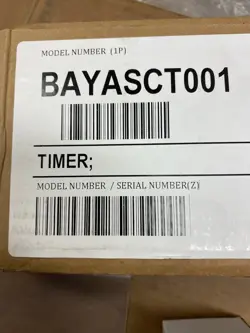 MODEL NUMBER (1P)
BAYASCT001
TIMER;
MODEL NUMBER / SERIAL NUMBER(Z)